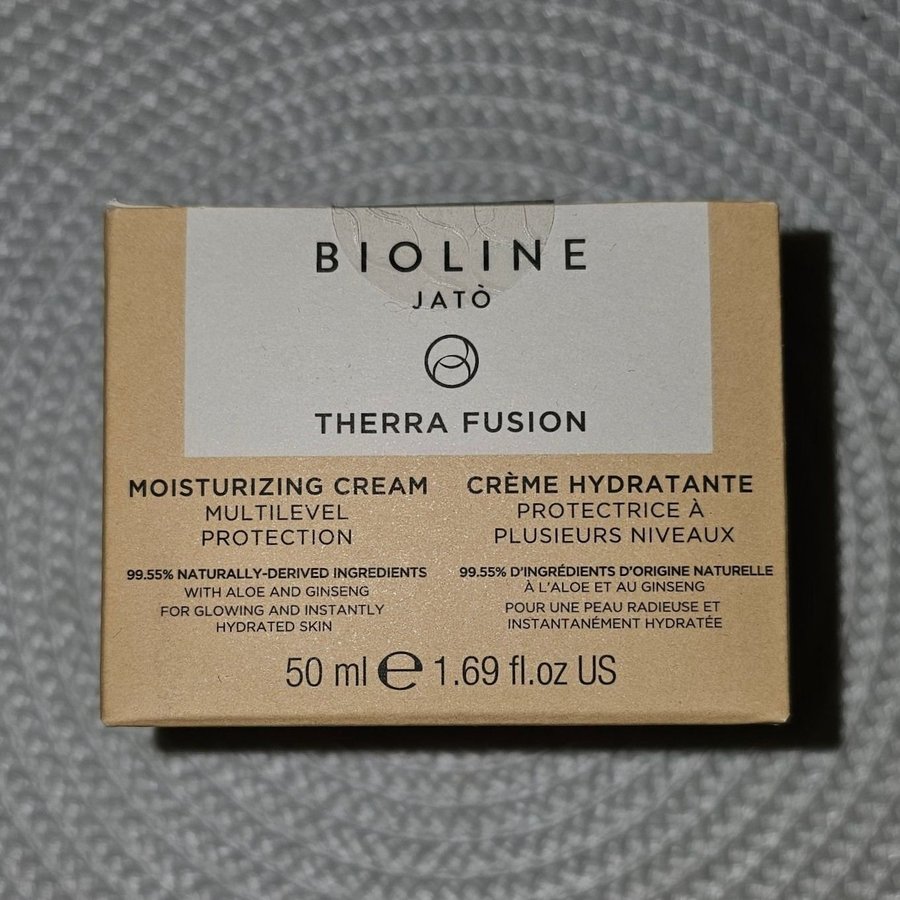 BIOLINE
JATÒ
THERRA FUSION
MOISTURIZING CREAM
MULTILEVEL
PROTECTION
99.55% NATURALLY-DERIVED INGREDIENTS
WITH ALOE AND GINSENG
FOR GLOWING AND INSTANTLY
HYDRATED SKIN
CRÈME HYDRATANTE
PROTECTRICE À
PLUSIEURS NIVEAUX
99.55% D'INGRÉDIENTS D'ORIGINE NATURELLE
À L'ALOE ET AU GINSENG
POUR UNE PEAU RADIEUSE ET
INSTANTANÉMENT HYDRATÉE
50 ml ℮ 1.69 fl.oz US